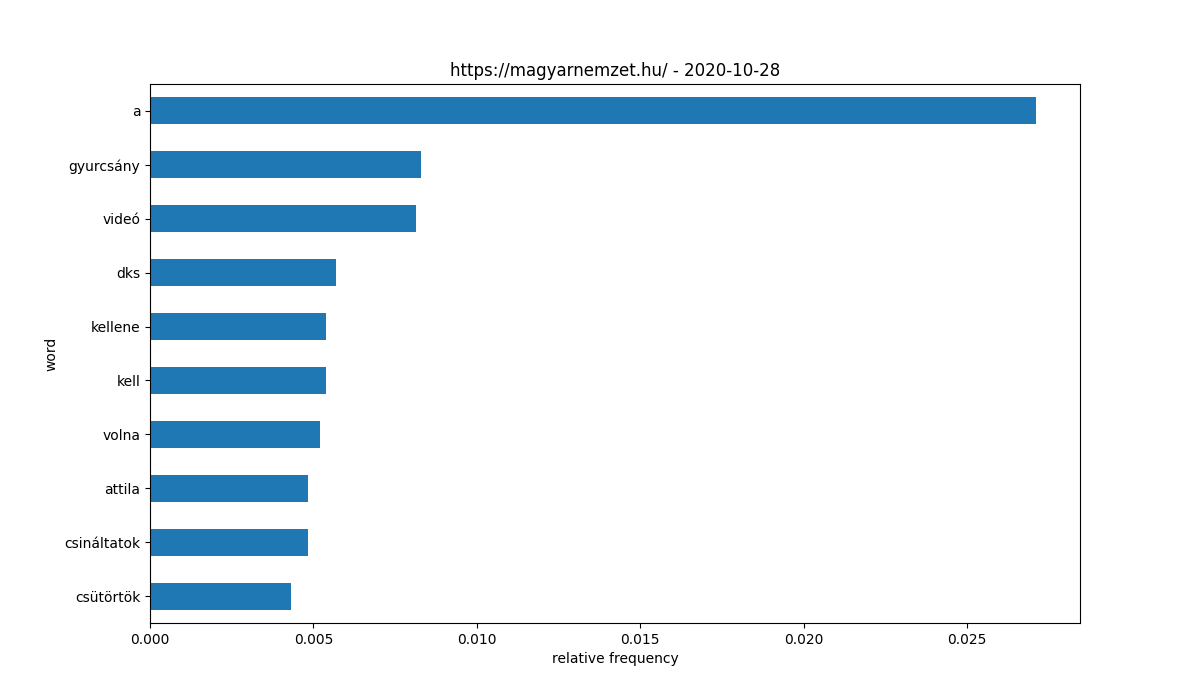 https://magyarnemzet.hu/ - 2020-10-28
a
gyurcsány
videó
dks
kellene
kell
volna
attila
csináltatok
csütörtök
word
0.000 0.005 0.010 0.015 0.020 0.025
relative frequency